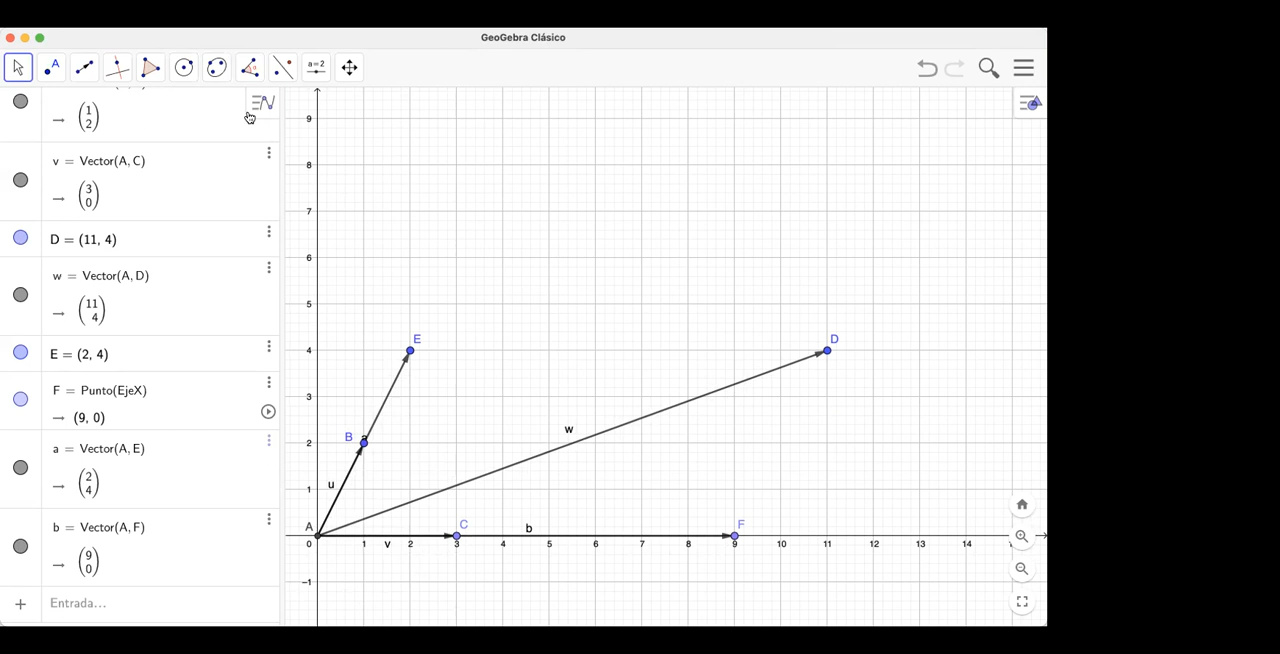 GeoGebra Clásico
A
a=2
→ (1
2)
v = Vector(A, C)
→ (3
0)
D = (11, 4)
w = Vector(A, D)
→ (11
4)
E = (2, 4)
F = Punto(EjeX)
→ (9, 0)
a = Vector(A, E)
→ (2
4)
b = Vector(A, F)
→ (9
0)
+ Entrada…
9
8
7
6
5
E
D
4
3
w
B a
2
u
1
A
C
b
F
0 1 2 3 4 5 6 7 8 9 10 11 12 13 14
v
−1